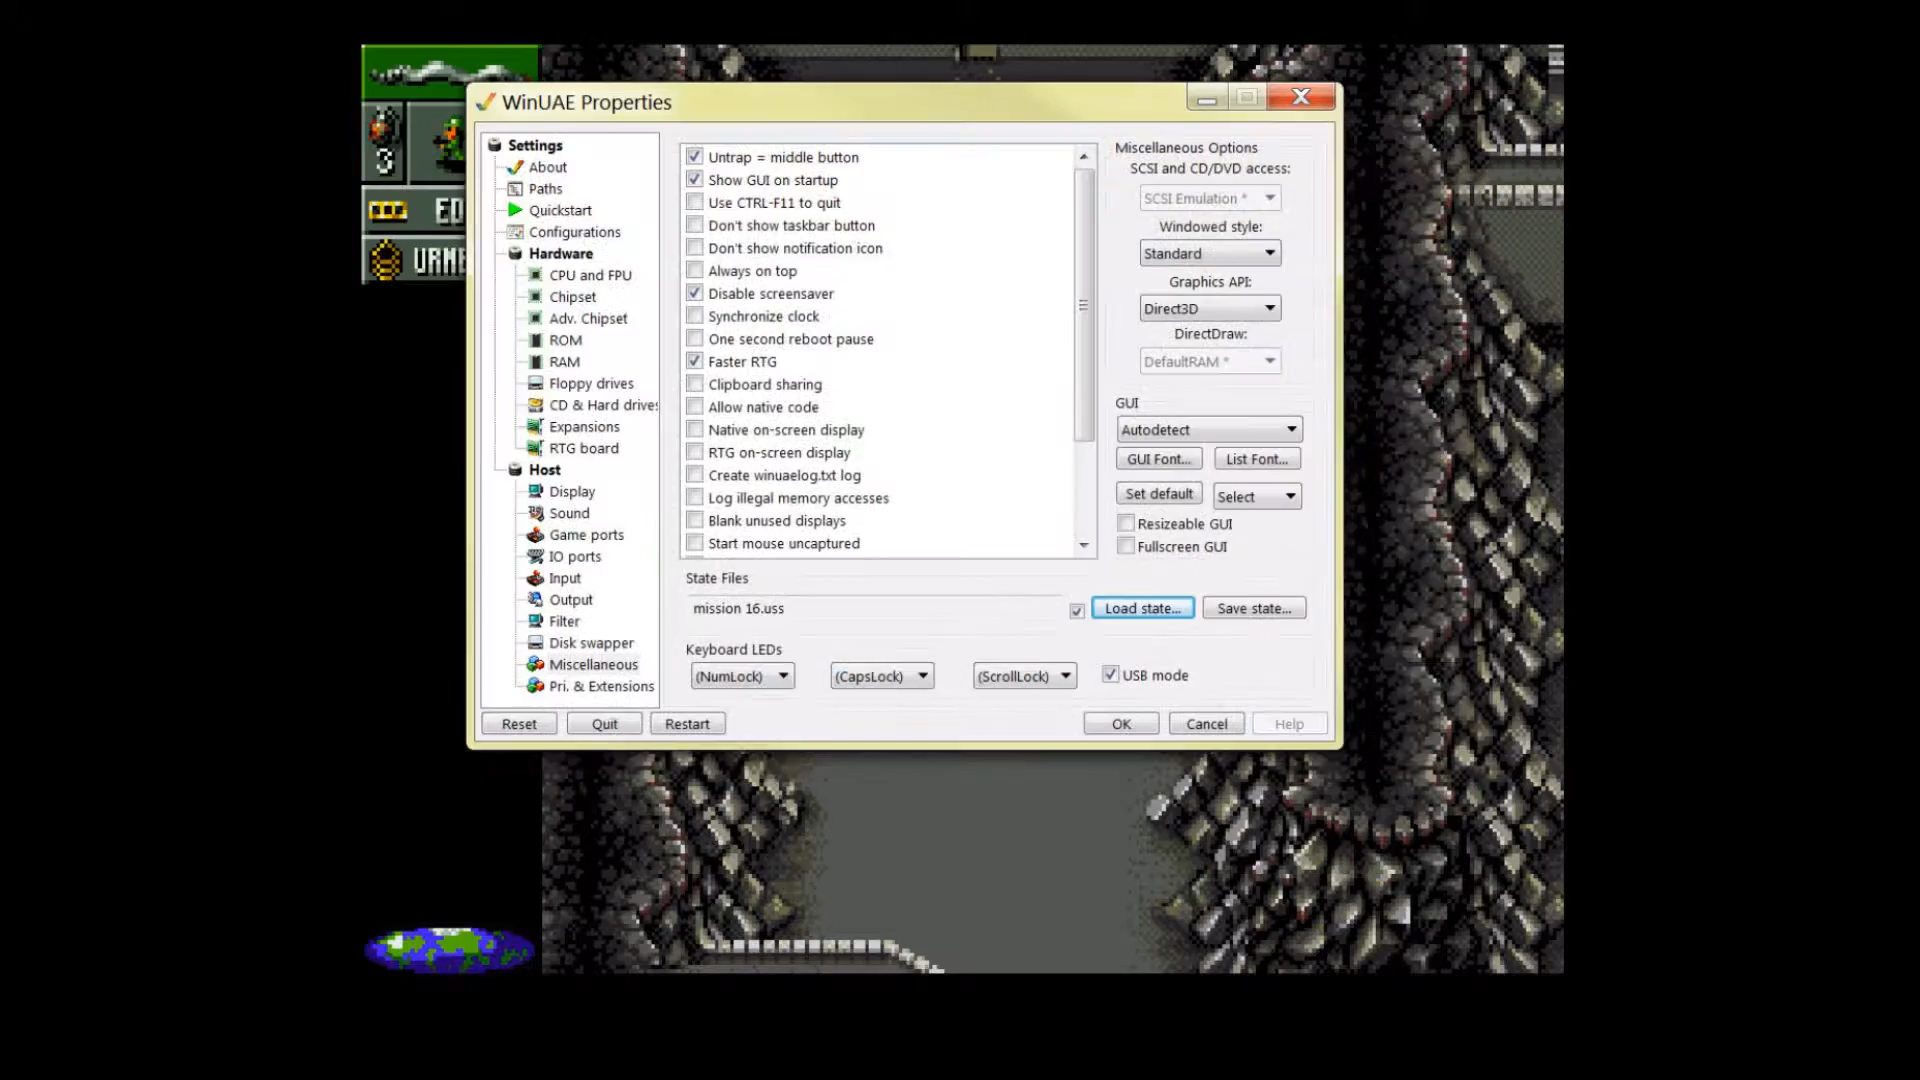 WinUAE Properties
Settings
About
Paths
Quickstart
Configurations
Hardware
CPU and FPU
Chipset
Adv. Chipset
ROM
RAM
Floppy drives
CD & Hard drives
Expansions
RTG board
Host
Display
Sound
Game ports
IO ports
Input
Output
Filter
Disk swapper
Miscellaneous
Pri. & Extensions
Untrap = middle button
Show GUI on startup
Use CTRL-F11 to quit
Don't show taskbar button
Don't show notification icon
Always on top
Disable screensaver
Synchronize clock
One second reboot pause
Faster RTG
Clipboard sharing
Allow native code
Native on-screen display
RTG on-screen display
Create winuaelog.txt log
Log illegal memory accesses
Blank unused displays
Start mouse uncaptured
Miscellaneous Options
SCSI and CD/DVD access:
SCSI Emulation *
Windowed style:
Standard
Graphics API:
Direct3D
DirectDraw:
DefaultRAM *
GUI
Autodetect
GUI Font... List Font...
Set default Select
Resizeable GUI
Fullscreen GUI
State Files
mission 16.uss
Load state... Save state...
Keyboard LEDs
(NumLock) (CapsLock) (ScrollLock) USB mode
Reset Quit Restart OK Cancel Help
3